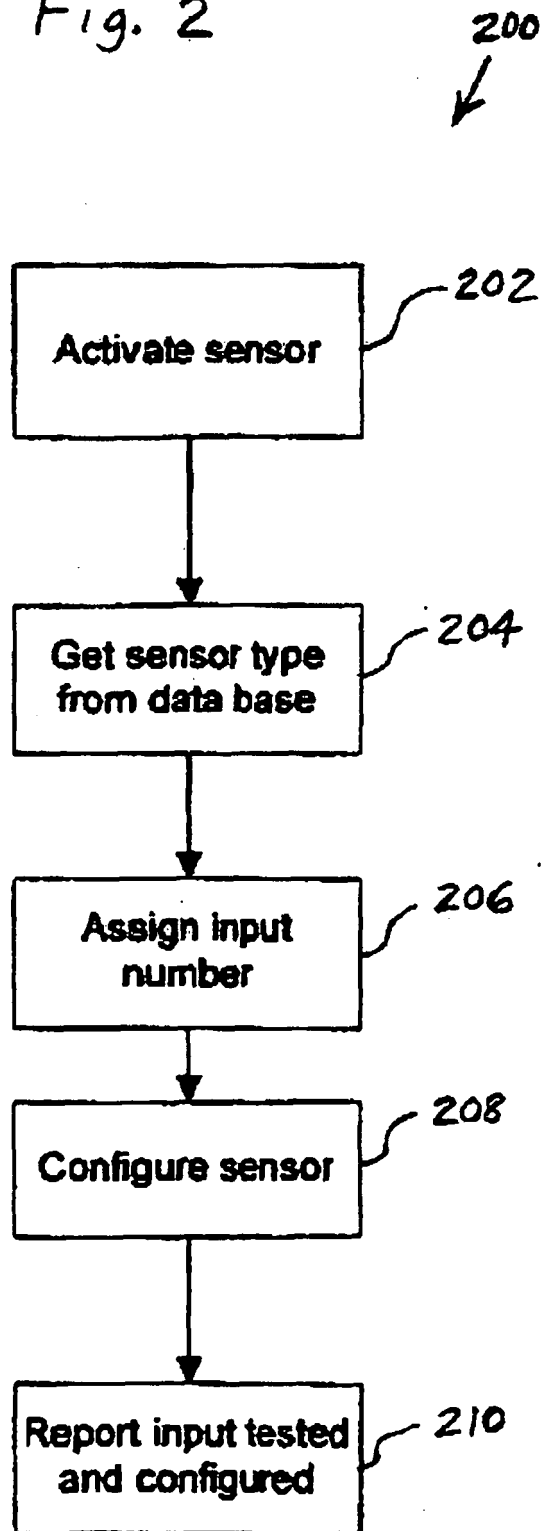 Fig. 2
200
Activate sensor
202
Get sensor type
from data base
204
Assign input
number
206
Configure sensor
208
Report input tested
and configured
210